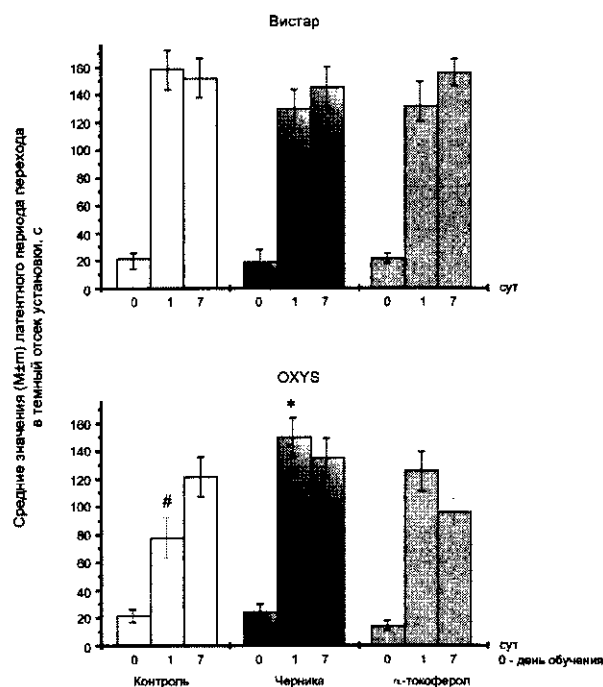 Вистар
Средние значения (M±m) латентного периода перехода
в темный отсек установки, с
160
140
120
100
80
60
40
20
0
0 1 7 0 1 7 0 1 7 сут
OXYS
160
140
120
100
80
60
40
20
0
# *
сут
0 1 7 0 1 7 0 1 7 0 - день обучения
Контроль Черника α-токоферол